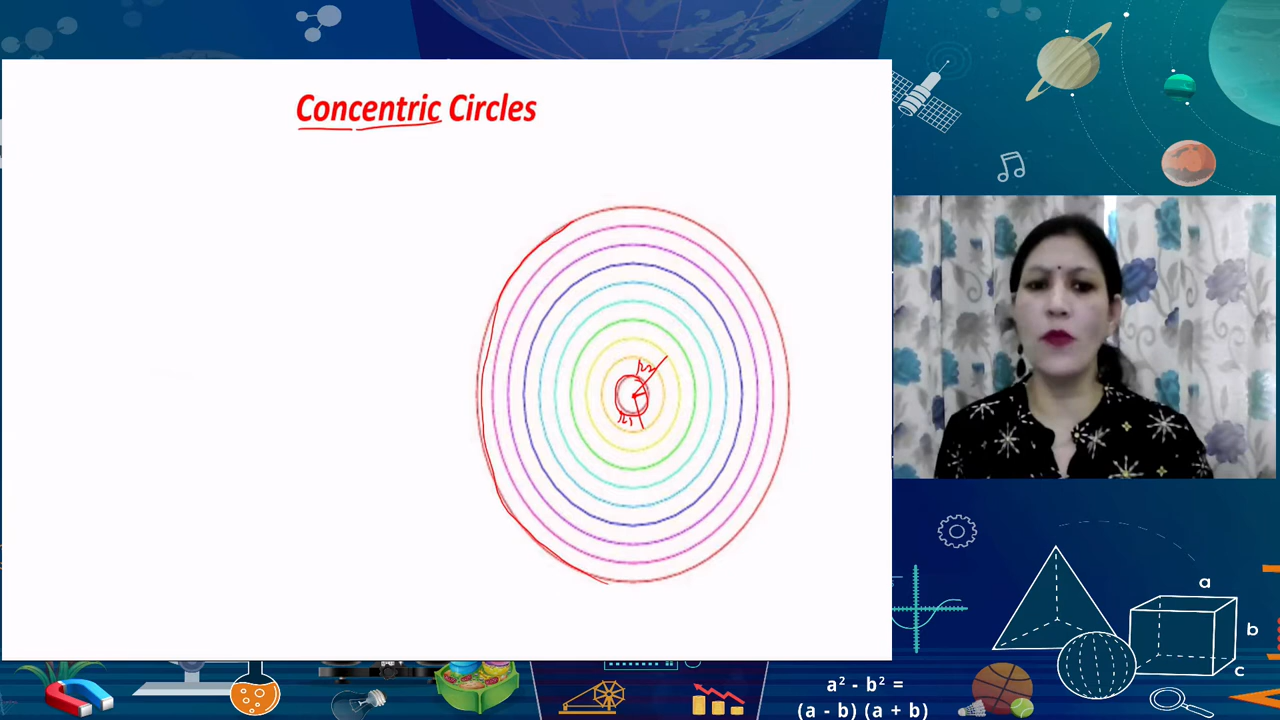 Concentric Circles
a
b
c
a² - b² =
(a - b) (a + b)